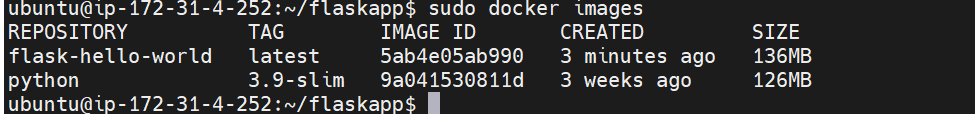 ubuntu@ip-172-31-4-252:~/flaskapp$ sudo docker images
REPOSITORY TAG IMAGE ID CREATED SIZE
flask-hello-world latest 5ab4e05ab990 3 minutes ago 136MB
python 3.9-slim 9a041530811d 3 weeks ago 126MB
ubuntu@ip-172-31-4-252:~/flaskapp$